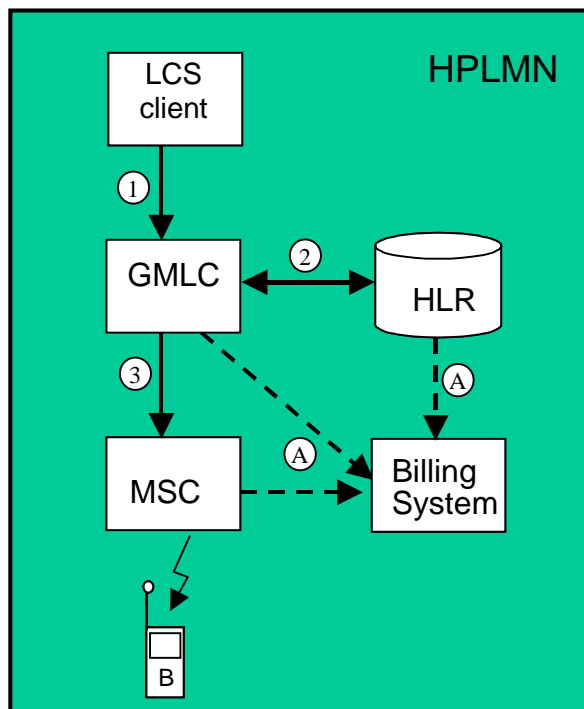 HPLMN
LCS
client
1
GMLC
2
HLR
3
A
A
MSC
Billing
System
B